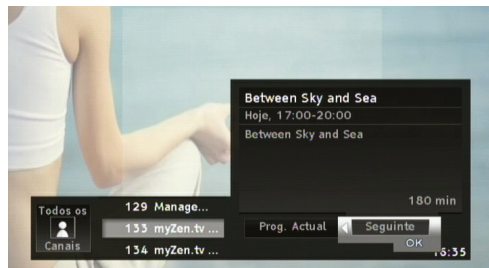 Between Sky and Sea
Hoje, 17:00-20:00
Between Sky and Sea
180 min
Todos os
Canais
129 Manage...
133 myZen.tv ...
134 myZen.tv ...
Prog. Actual
Seguinte
OK
16:35